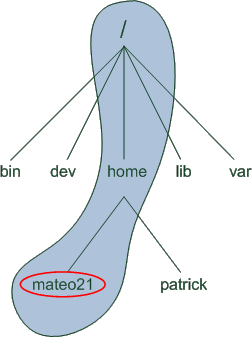 /
bin dev home lib var
mateo21 patrick